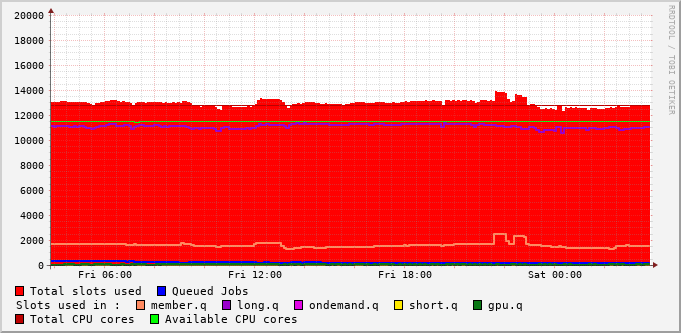 RRDTOOL / TOBI OETIKER
20000
18000
16000
14000
12000
10000
8000
6000
4000
2000
0
Fri 06:00 Fri 12:00 Fri 18:00 Sat 00:00
Total slots used Queued Jobs
Slots used in : member.q long.q ondemand.q short.q gpu.q
Total CPU cores Available CPU cores